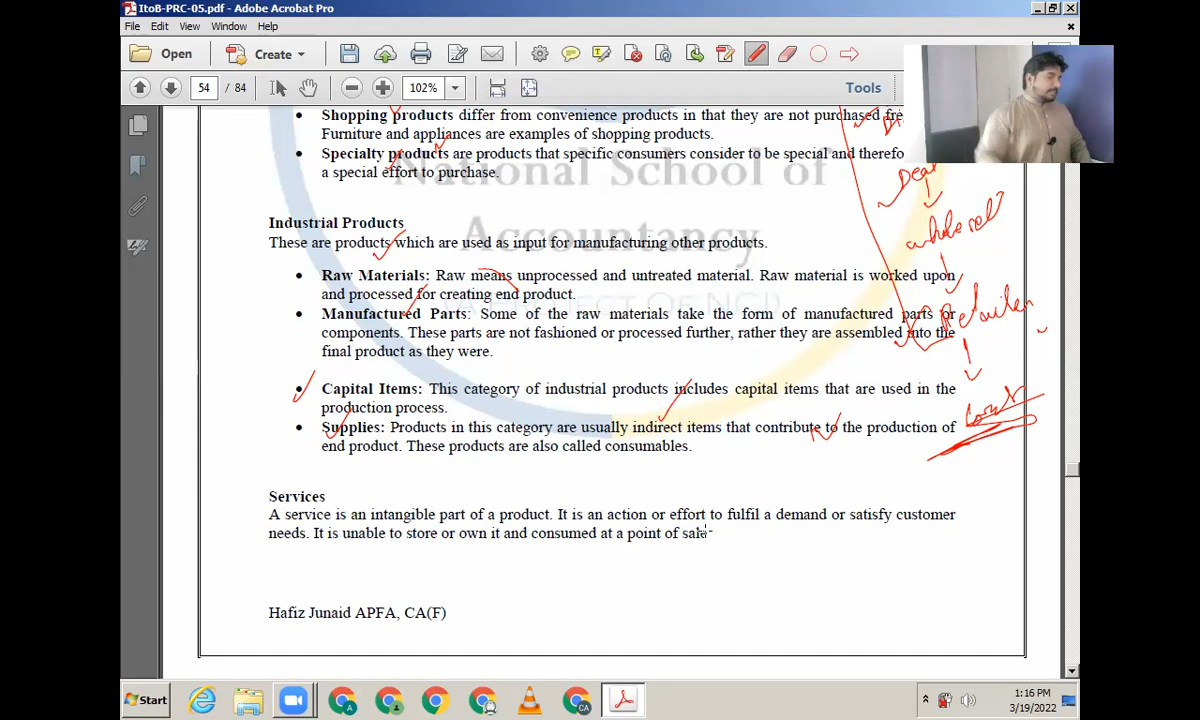 ItoB-PRC-05.pdf - Adobe Acrobat Pro
File Edit View Window Help
Open Create
54 / 84 102% Tools
• Shopping products differ from convenience products in that they are not purchased fre
Furniture and appliances are examples of shopping products.
• Specialty products are products that specific consumers consider to be special and therefo
a special effort to purchase.
National School of
Accountancy
Industrial Products
These are products which are used as input for manufacturing other products.
• Raw Materials: Raw means unprocessed and untreated material. Raw material is worked upon
and processed for creating end product.
(A PROJECT OF NCI)
• Manufactured Parts: Some of the raw materials take the form of manufactured parts or
components. These parts are not fashioned or processed further, rather they are assembled into the
final product as they were.
• Capital Items: This category of industrial products includes capital items that are used in the
production process.
• Supplies: Products in this category are usually indirect items that contribute to the production of
end product. These products are also called consumables.
Services
A service is an intangible part of a product. It is an action or effort to fulfil a demand or satisfy customer
needs. It is unable to store or own it and consumed at a point of sale
Hafiz Junaid APFA, CA(F)
Deal
Retailer
Start
1:16 PM
3/19/2022